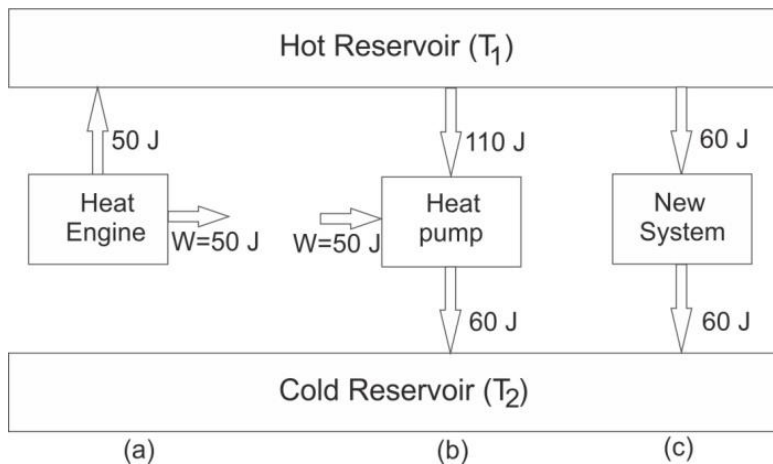 Hot Reservoir (T1)
50 J
110 J
60 J
Heat
Engine
W=50 J
W=50 J
Heat
pump
New
System
60 J
60 J
Cold Reservoir (T2)
(a)
(b)
(c)